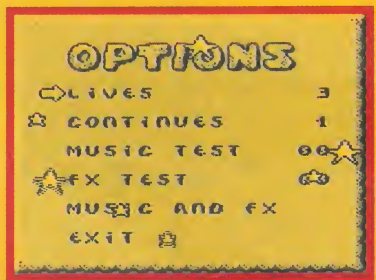 OPTIONS
LIVES 3
CONTINUES 1
MUSIC TEST 00
FX TEST 00
MUSIC AND FX
EXIT